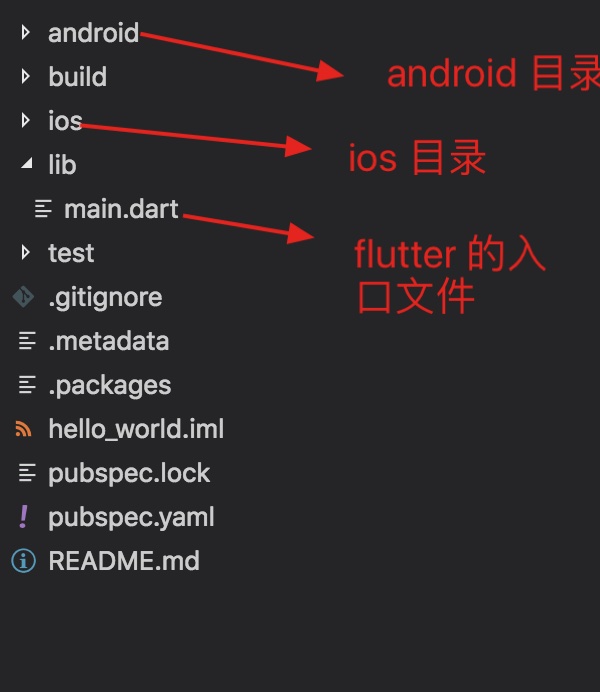 android
android 目录
build
ios
ios 目录
lib
main.dart
flutter 的入
口文件
test
.gitignore
.metadata
.packages
hello_world.iml
pubspec.lock
pubspec.yaml
README.md